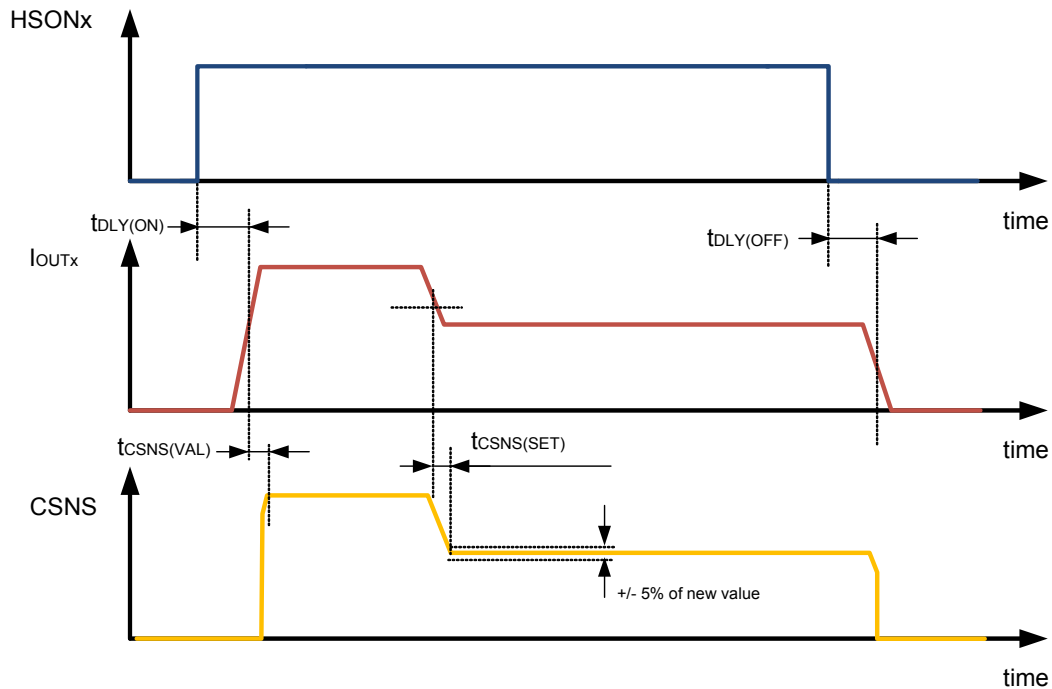 HSONx
time
tDLY(ON)
tDLY(OFF)
IOUTx
time
tCSNS(VAL)
tCSNS(SET)
CSNS
+/- 5% of new value
time